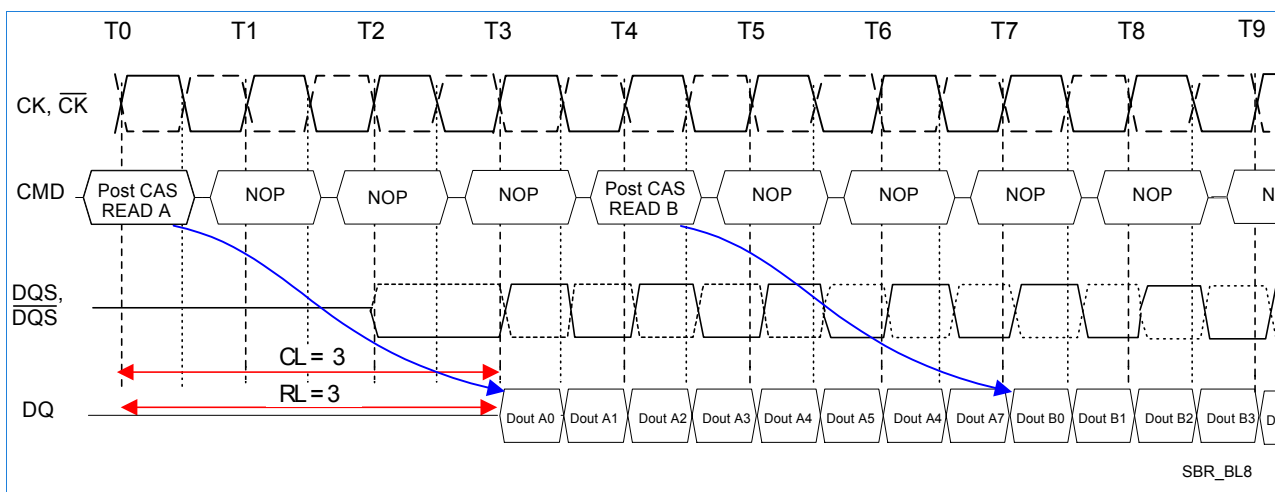 T0 T1 T2 T3 T4 T5 T6 T7 T8 T9
CK, CK
CMD Post CAS READ A NOP NOP NOP Post CAS READ B NOP NOP NOP NOP N
DQS,
DQS
CL = 3
RL = 3
DQ Dout A0 Dout A1 Dout A2 Dout A3 Dout A4 Dout A5 Dout A4 Dout A7 Dout B0 Dout B1 Dout B2 Dout B3 D
SBR_BL8